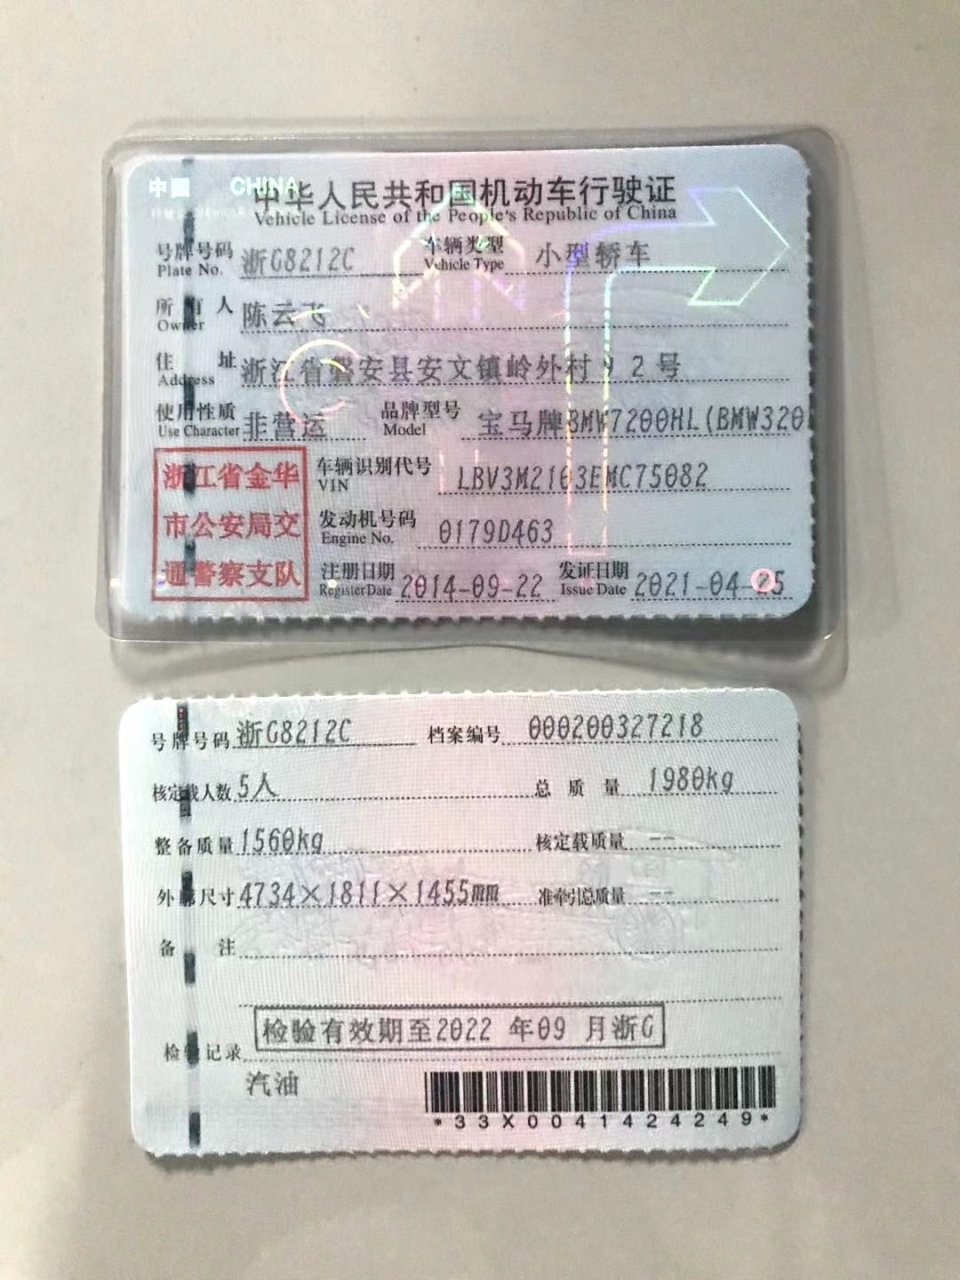 中国 CHINA
中华人民共和国机动车行驶证
Vehicle License of the People's Republic of China
号牌号码 浙G8212C 车辆类型 小型轿车
Plate No. Vehicle Type
所有人 陈云飞
Owner
住址 浙江省磐安县安文镇岭外村92号
Address
使用性质 非营运 品牌型号 宝马牌BMW7200HL(BMW320
Use Character Model
浙江省金华
市公安局交
通警察支队
车辆识别代号 LBV3M2103EMC75082
VIN
发动机号码 0179D463
Engine No.
注册日期 2014-09-22 发证日期 2021-04-25
Register Date Issue Date
号牌号码 浙G8212C 档案编号 000200327218
核定载人数 5人 总质量 1980kg
整备质量 1560kg 核定载质量 --
外廓尺寸 4734×1811×1455mm 准牵引总质量 --
备注
检验有效期至2022年09月浙G
检验记录
汽油
*33X0041424249*